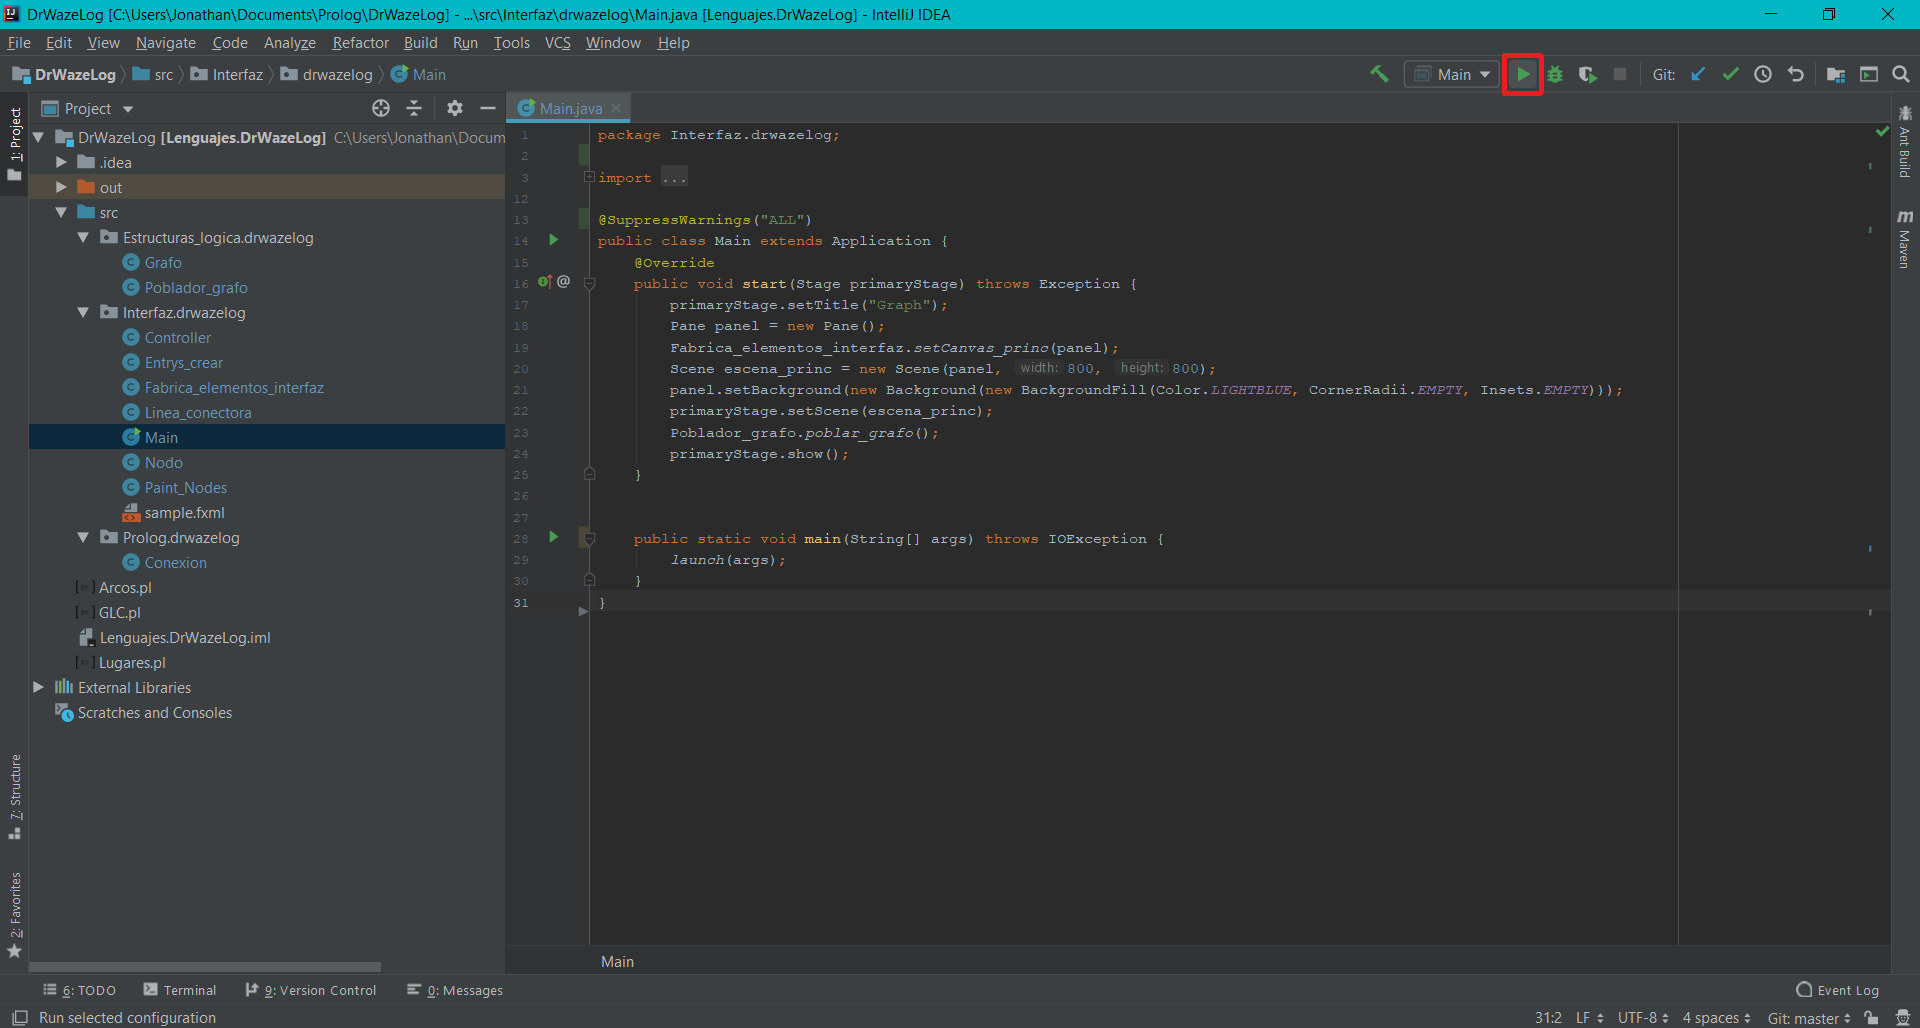 DrWazeLog [C:\Users\Jonathan\Documents\Prolog\DrWazeLog] - ...\src\Interfaz\drwazelog\Main.java [Lenguajes.DrWazeLog] - IntelliJ IDEA
File Edit View Navigate Code Analyze Refactor Build Run Tools VCS Window Help
DrWazeLog src Interfaz drwazelog Main
Main Git:
1: Project
7: Structure
2: Favorites
Project
DrWazeLog [Lenguajes.DrWazeLog] C:\Users\Jonathan\Docum
.idea
out
src
Estructuras_logica.drwazelog
Grafo
Poblador_grafo
Interfaz.drwazelog
Controller
Entrys_crear
Fabrica_elementos_interfaz
Linea_conectora
Main
Nodo
Paint_Nodes
sample.fxml
Prolog.drwazelog
Conexion
Arcos.pl
GLC.pl
Lenguajes.DrWazeLog.iml
Lugares.pl
External Libraries
Scratches and Consoles
Main.java
1 package Interfaz.drwazelog;
2
3 import ...
12
13 @SuppressWarnings("ALL")
14 public class Main extends Application {
15 @Override
16 @ public void start(Stage primaryStage) throws Exception {
17 primaryStage.setTitle("Graph");
18 Pane panel = new Pane();
19 Fabrica_elementos_interfaz.setCanvas_princ(panel);
20 Scene escena_princ = new Scene(panel, width: 800, height: 800);
21 panel.setBackground(new Background(new BackgroundFill(Color.LIGHTBLUE, CornerRadii.EMPTY, Insets.EMPTY)));
22 primaryStage.setScene(escena_princ);
23 Poblador_grafo.poblar_grafo();
24 primaryStage.show();
25 }
26
27
28 public static void main(String[] args) throws IOException {
29 launch(args);
30 }
31 }
Main
Ant Build
m Maven
6: TODO Terminal 9: Version Control 0: Messages Event Log
Run selected configuration 31:2 LF UTF-8 4 spaces Git: master